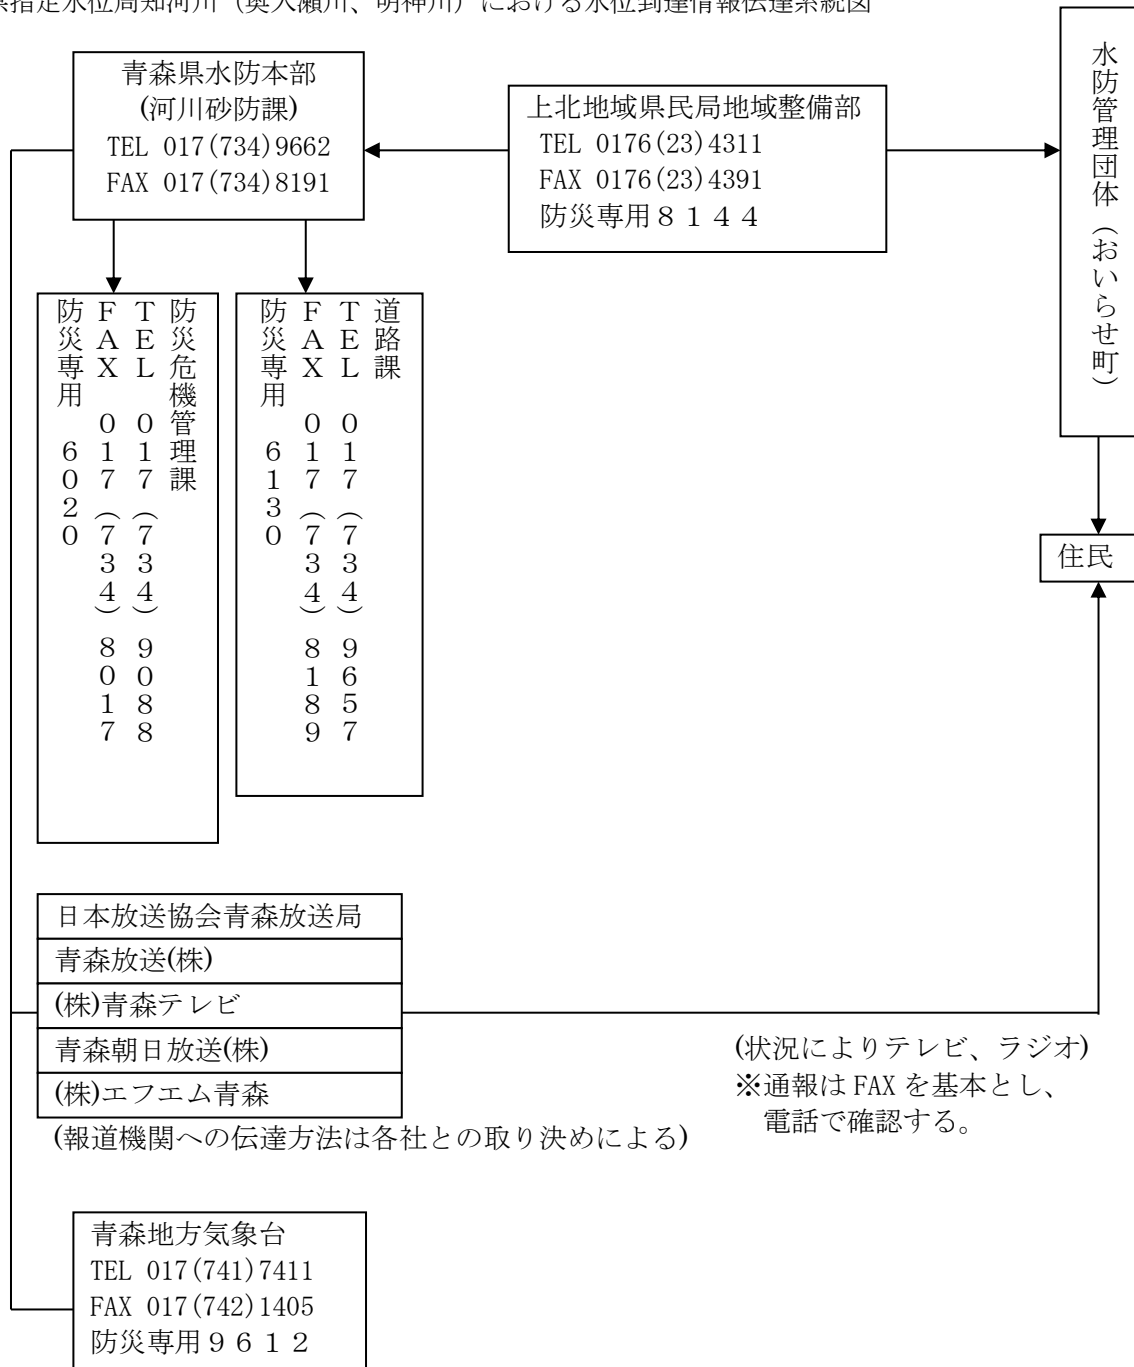 県指定水位周知河川（奥入瀬川、明神川）における水位到達情報伝達系統図
青森県水防本部
(河川砂防課)
TEL 017(734)9662
FAX 017(734)8191
上北地域県民局地域整備部
TEL 0176(23)4311
FAX 0176(23)4391
防災専用８１４４
水防管理団体（おいらせ町）
防災危機管理課
ＴＥＬ ０１７（７３４）９０８８
ＦＡＸ ０１７（７３４）８０１７
防災専用 ６０２０
道路課
ＴＥＬ ０１７（７３４）９６５７
ＦＡＸ ０１７（７３４）８１８９
防災専用 ６１３０
住民
日本放送協会青森放送局
青森放送(株)
(株)青森テレビ
青森朝日放送(株)
(株)エフエム青森
(報道機関への伝達方法は各社との取り決めによる)
(状況によりテレビ、ラジオ)
※通報は FAX を基本とし、
電話で確認する。
青森地方気象台
TEL 017(741)7411
FAX 017(742)1405
防災専用９６１２